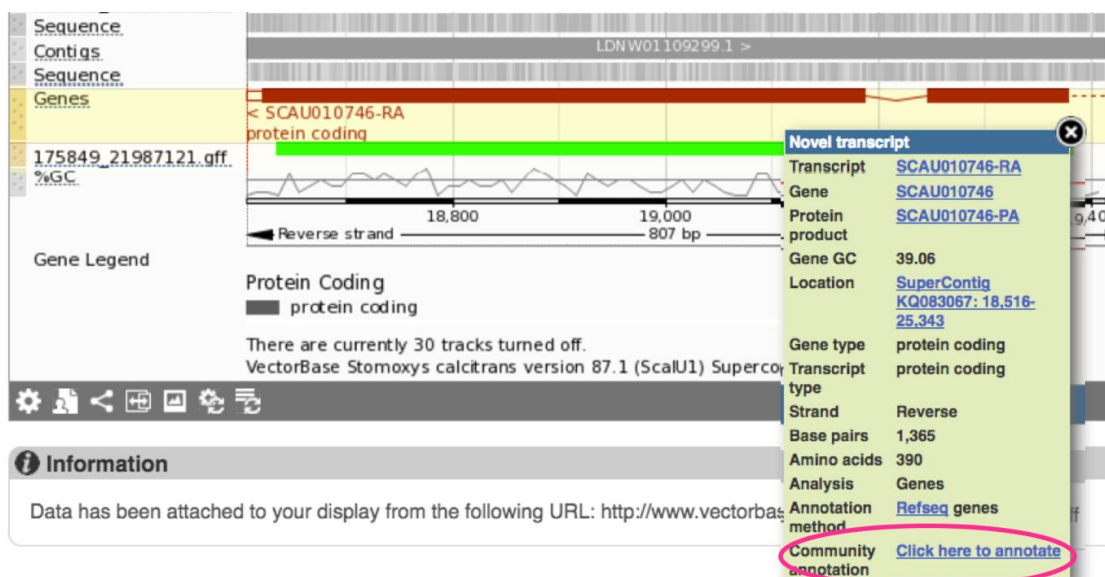 Sequence
Contigs
LDNW01109299.1 >
Sequence
Genes
< SCAU010746-RA
protein coding
175849_21987121.gff
%GC
18,800 19,000
Reverse strand 807 bp
Gene Legend
Protein Coding
protein coding
There are currently 30 tracks turned off.
VectorBase Stomoxys calcitrans version 87.1 (ScalU1) Superco
Novel transcript
Transcript SCAU010746-RA
Gene SCAU010746
Protein SCAU010746-PA
product
Gene GC 39.06
Location SuperContig
KQ083067: 18,516-
25,343
Gene type protein coding
Transcript protein coding
type
Strand Reverse
Base pairs 1,365
Amino acids 390
Analysis Genes
Annotation Refseq genes
method
Community Click here to annotate
annotation
Information
Data has been attached to your display from the following URL: http://www.vectorbas